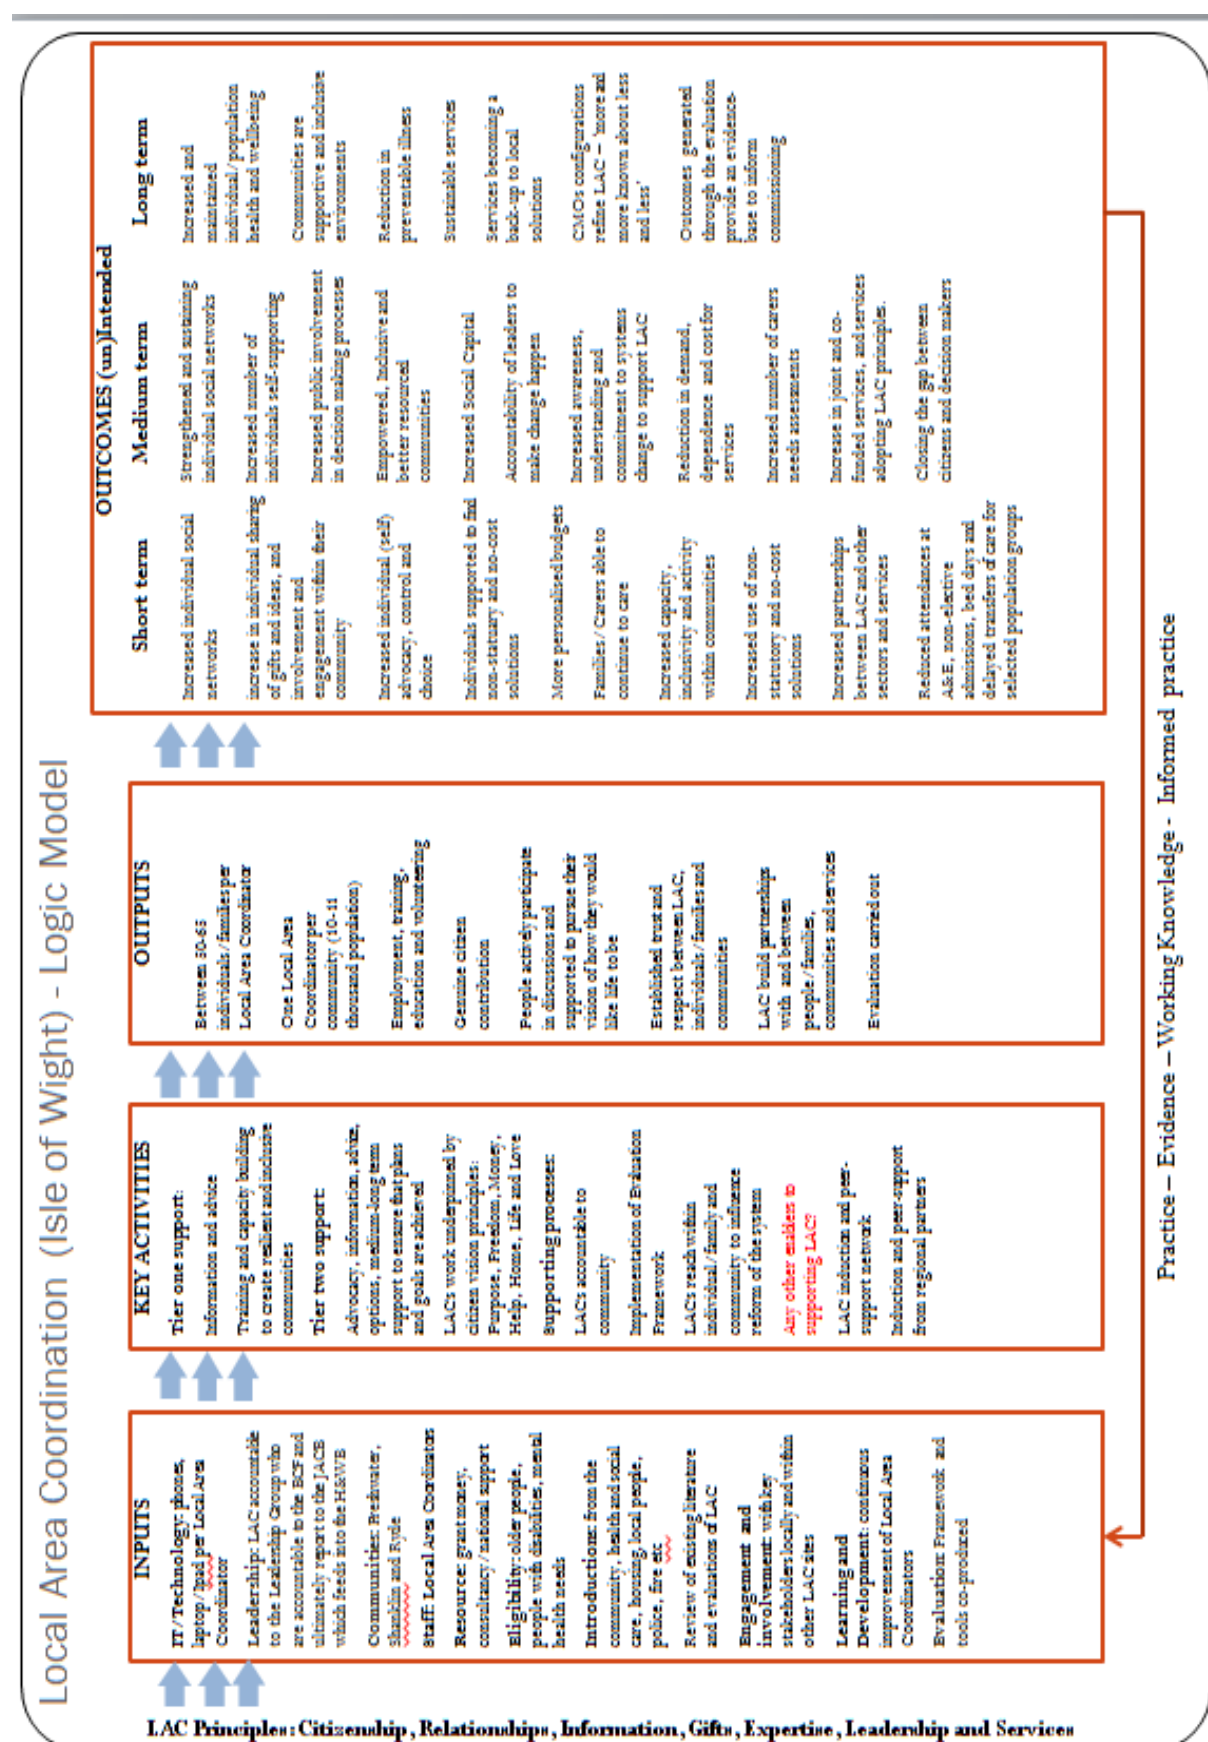 Local Area Coordination (Isle of Wight) - Logic Model
LAC Principles: Citizenship, Relationships, Information, Gifts, Expertise, Leadership and Services
INPUTS
IT/Technology: phones,
laptop/Ipad per Local Area
Coordinator
Leadership: LAC accountable
to the Leadership Group who
are accountable to the BCF and
ultimately report to the JACB
which feeds into the H&WB
Communities: Freshwater,
Shanklin and Ryde
Staff: Local Area Coordinators
Resource: grant money,
consultancy/national support
Eligibility: older people,
people with disabilities, mental
health needs
Introductions: from the
community, health and social
care, housing, local people,
police, fire etc
Review of existing literature
and evaluations of LAC
Engagement and
involvement: with key
stakeholders locally and within
other LAC sites
Learning and
Development: continuous
improvement of Local Area
Coordinators
Evaluation: Framework and
tools co-produced
KEY ACTIVITIES
Tier one support:
Information and advice
Training and capacity building
to create resilient and inclusive
communities
Tier two support:
Advocacy, information, advice,
options, medium-long term
support to ensure that plans
and goals are achieved
LAC's work underpinned by
citizen vision principles:
Purpose, Freedom, Money,
Help, Home, Life and Love
Supporting processes:
LAC's accountable to
community
Implementation of Evaluation
Framework
LAC's reach within
individual/family and
community to influence
reform of the system
Any other enablers to
supporting LAC?
LAC induction and peer-
support network
Induction and peer-support
from regional partners
OUTPUTS
Between 50-65
individuals/families per
Local Area Coordinator
One Local Area
Coordinator per
community (10-11
thousand population)
Employment, training,
education and volunteering
Genuine citizen
contribution
People actively participate
in discussions and
supported to pursue their
vision of how they would
like life to be
Established trust and
respect between LAC,
individuals/families and
communities
LAC build partnerships
with and between
people/families,
communities and services
Evaluation carried out
OUTCOMES (un)Intended
Short term
Increased individual social
networks
increase in individual sharing
of gifts and ideas, and
involvement and
engagement within their
community
Increased individual (self)
advocacy, control and
choice
Individuals supported to find
non-statuary and no-cost
solutions
More personalised budgets
Families/Carers able to
continue to care
Increased capacity,
inclusivity and activity
within communities
Increased use of non-
statutory and no-cost
solutions
Increased partnerships
between LAC and other
sectors and services
Reduced attendances at
A&E, non-elective
admissions, bed days and
delayed transfers of care for
selected population groups
Medium term
Strengthened and sustaining
individual social networks
Increased number of
individuals self-supporting
Increased public involvement
in decision making processes
Empowered, Inclusive and
better resourced
communities
Increased Social Capital
Accountability of leaders to
make change happen
Increased awareness,
understanding and
commitment to systems
change to support LAC
Reduction in demand,
dependence and cost for
services
Increased number of carers
needs assessments
Increase in joint and co-
funded services, and services
adopting LAC principles.
Closing the gap between
citizens and decision makers
Long term
Increased and
maintained
individual/population
health and wellbeing
Communities are
supportive and inclusive
environments
Reduction in
preventable illness
Sustainable services
Services becoming a
back-up to local
solutions
CMOs configurations
refine LAC – 'more and
more known about less
and less'
Outcomes generated
through the evaluation
provide an evidence-
base to inform
commissioning
Practice – Evidence – Working Knowledge - Informed practice